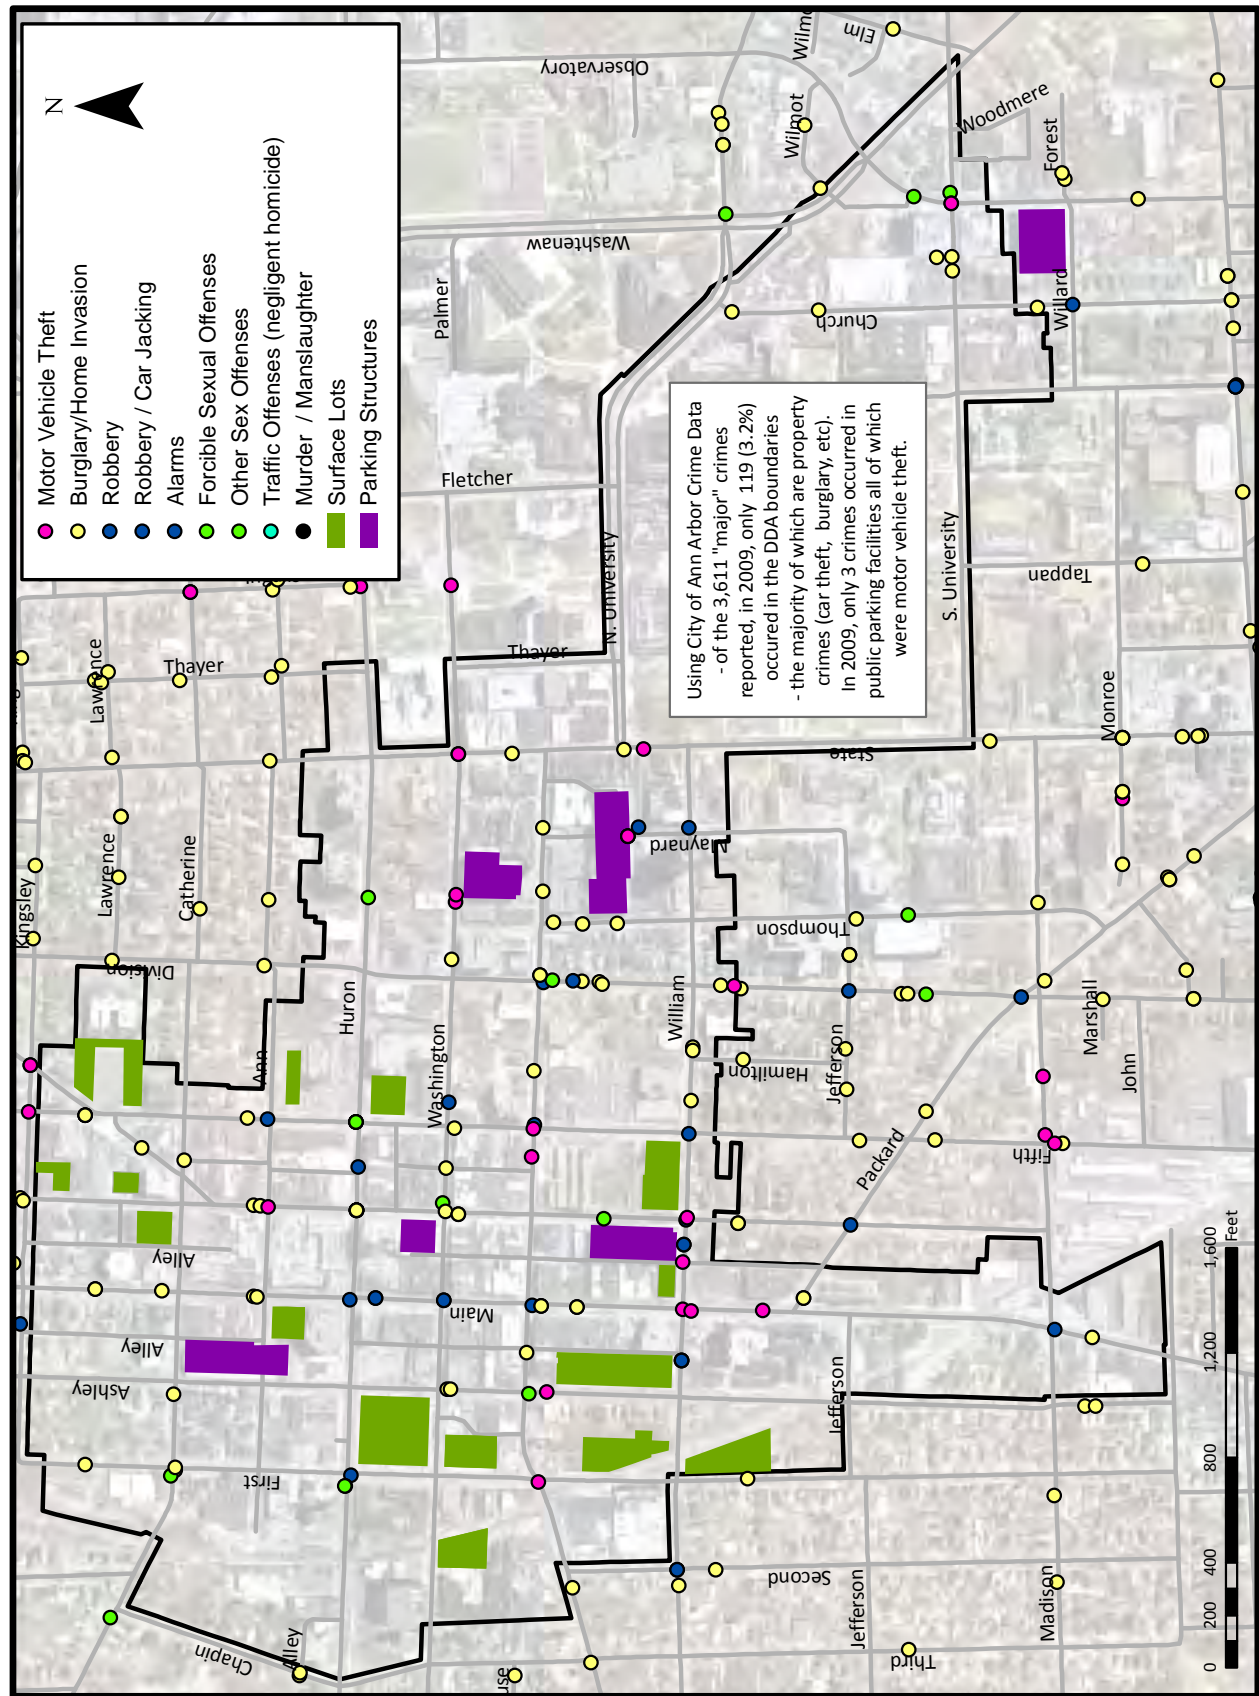 N
Motor Vehicle Theft
Burglary/Home Invasion
Robbery
Robbery / Car Jacking
Alarms
Forcible Sexual Offenses
Other Sex Offenses
Traffic Offenses (negligent homicide)
Murder / Manslaughter
Surface Lots
Parking Structures
Using City of Ann Arbor Crime Data
- of the 3,611 "major" crimes
reported, in 2009, only 119 (3.2%)
occured in the DDA boundaries
- the majority of which are property
crimes (car theft, burglary, etc).
In 2009, only 3 crimes occurred in
public parking facilities all of which
were motor vehicle theft.
Observatory
Elm
Wilmot
Woodmere
Forest
Washtenaw
Palmer
Church
Willard
Fletcher
N. University
S. University
Tappan
Lawrence
Thayer
Thayer
State
Monroe
Kingsley
Lawrence
Catherine
Maynard
Thompson
Division
Huron
William
Ann
Washington
Hamilton
Jefferson
Marshall
John
Packard
Fifth
Alley
Main
Alley
Ashley
Jefferson
First
Second
Jefferson
Madison
Chapin
Alley
Third
0 200 400 800 1,200 1,600
Feet